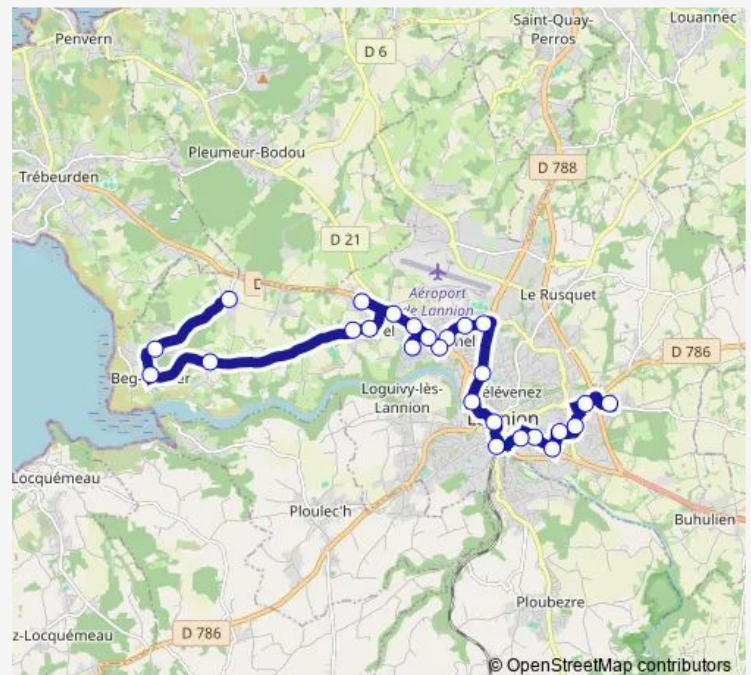 Saint-Quay-
Perros
Louannec
Penvern
D 6
Pleumeur-Bodou
D 788
Trébeurden
D 21
Aéroport
de Lannion
Le Rusquet
D 786
Loguivy-lès-
Lannion
Locquémeau
Ploulec'h
Buhulien
Ploubezre
D 786
z-Locquémeau
© OpenStreetMap contributors